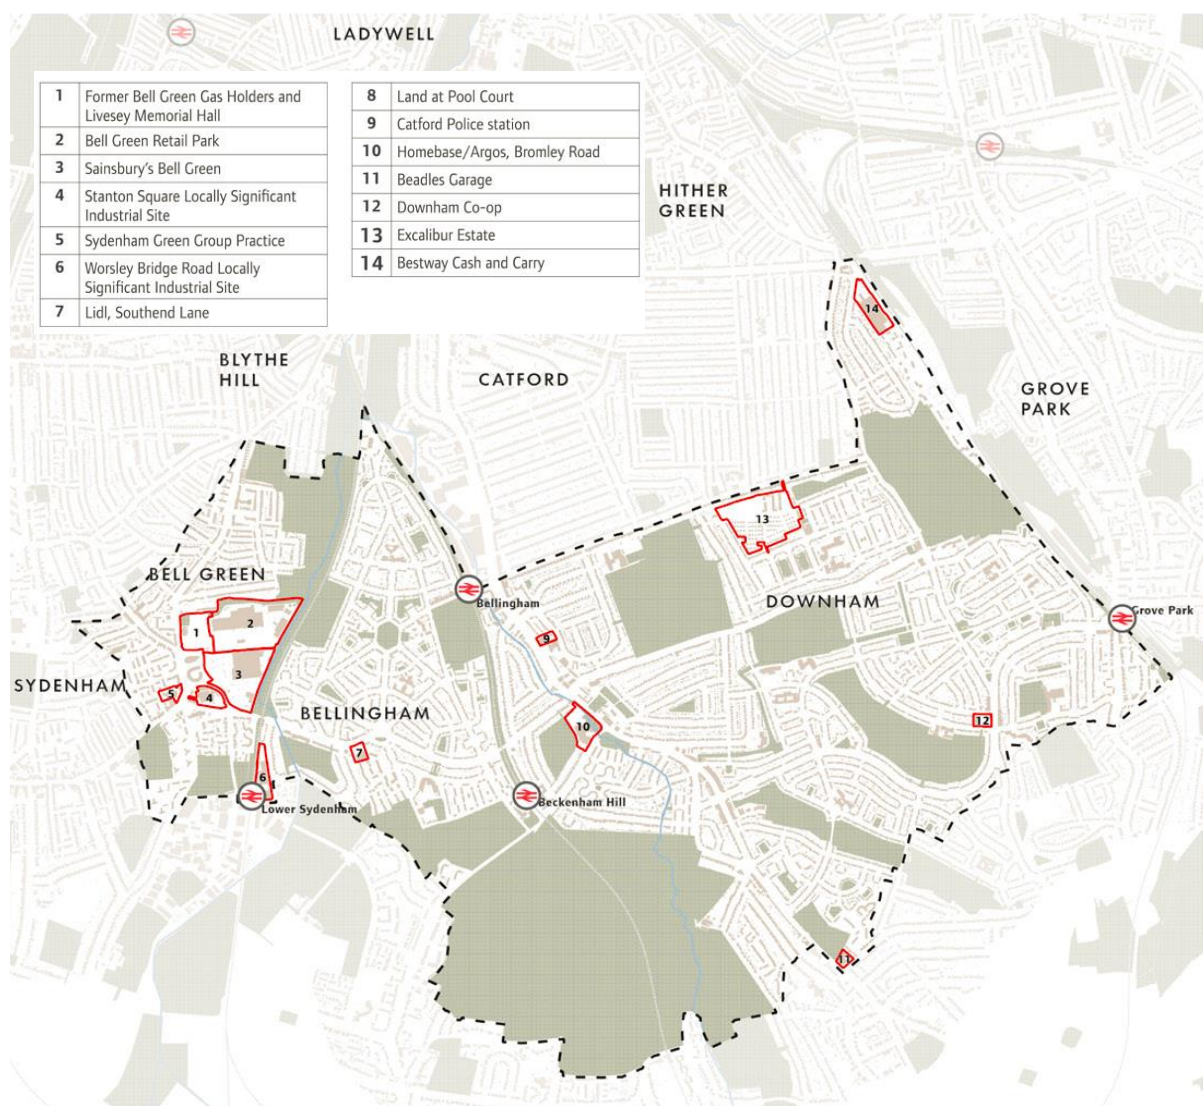 LADYWELL
1 Former Bell Green Gas Holders and
Livesey Memorial Hall
2 Bell Green Retail Park
3 Sainsbury's Bell Green
4 Stanton Square Locally Significant
Industrial Site
5 Sydenham Green Group Practice
6 Worsley Bridge Road Locally
Significant Industrial Site
7 Lidl, Southend Lane
8 Land at Pool Court
9 Catford Police station
10 Homebase/Argos, Bromley Road
11 Beadles Garage
12 Downham Co-op
13 Excalibur Estate
14 Bestway Cash and Carry
HITHER
GREEN
14
BLYTHE
HILL
CATFORD
GROVE
PARK
13
BELL GREEN
Bellingham
DOWNHAM
Grove Park
1
2
9
3
SYDENHAM
5
4
BELLINGHAM
10
12
7
6
Lower Sydenham
Beckenham Hill
11